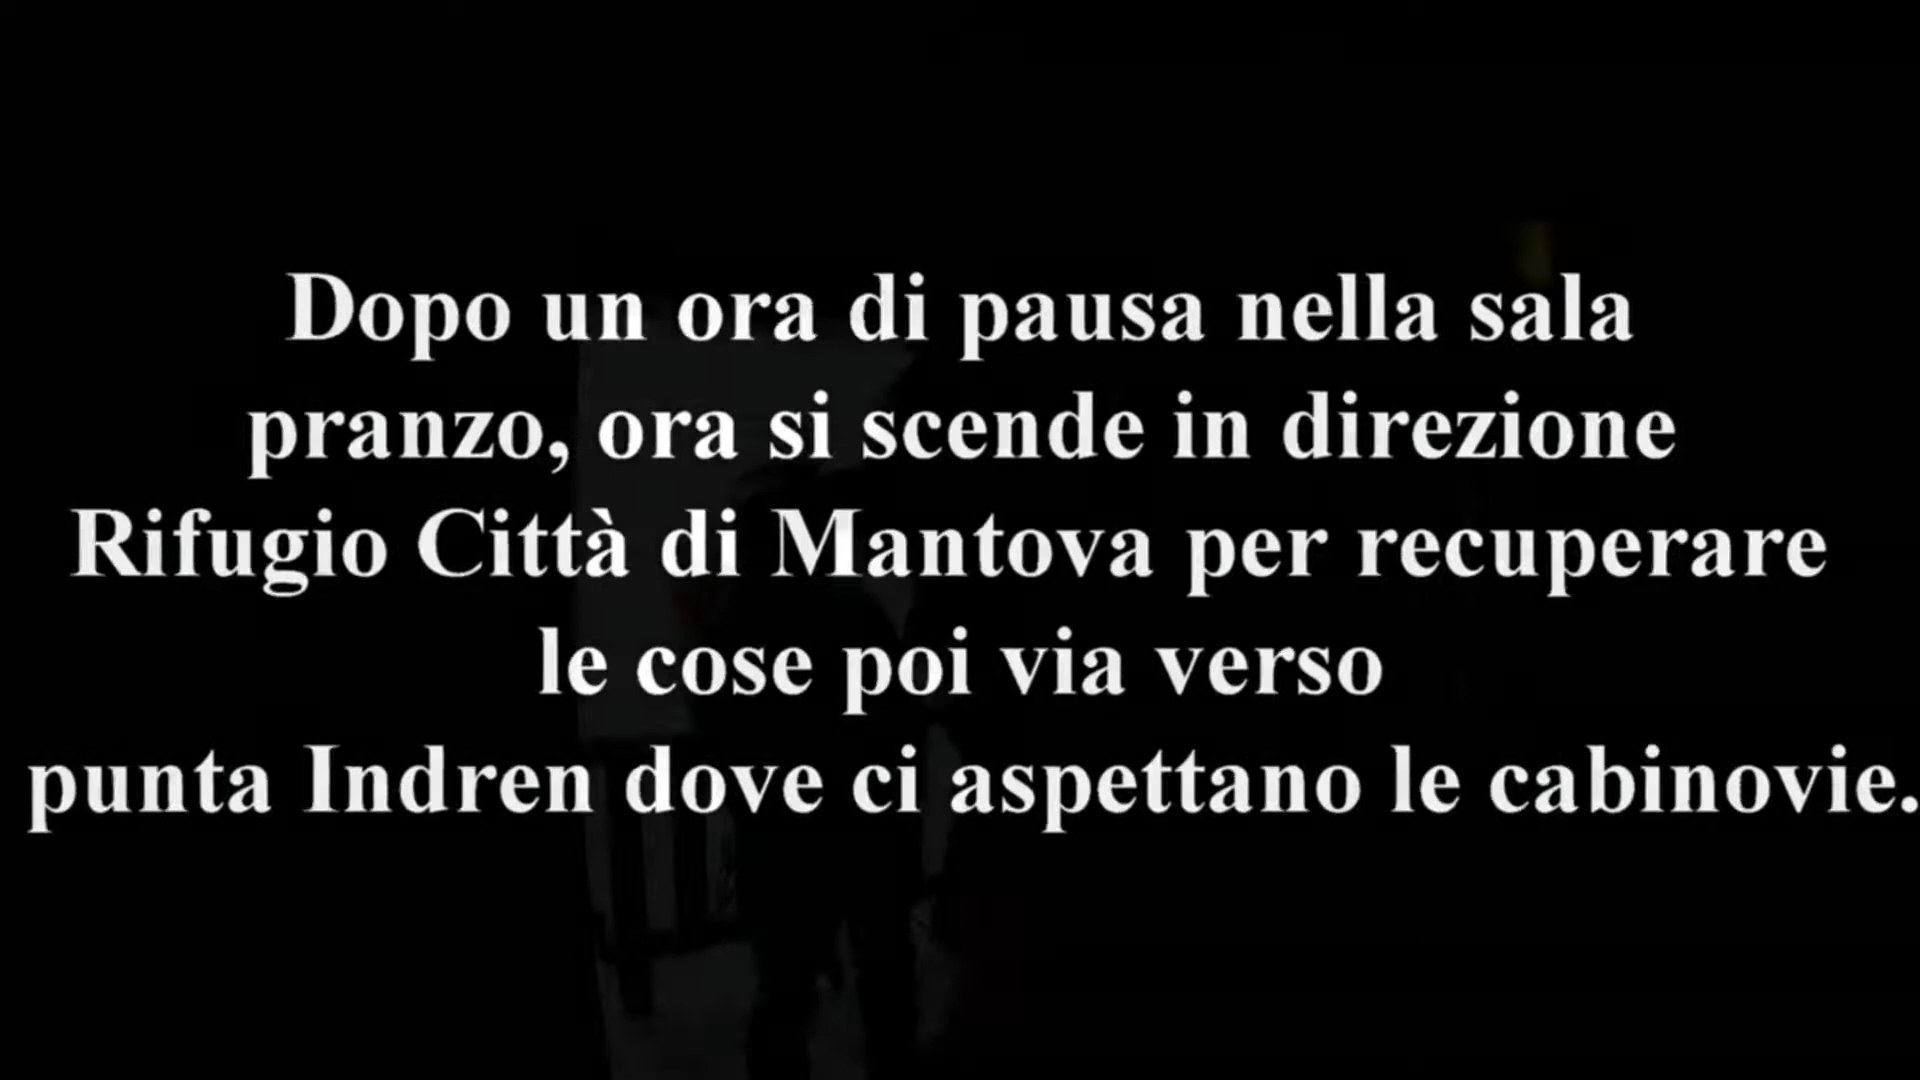 Dopo un ora di pausa nella sala
pranzo, ora si scende in direzione
Rifugio Città di Mantova per recuperare
le cose poi via verso
punta Indren dove ci aspettano le cabinovie.